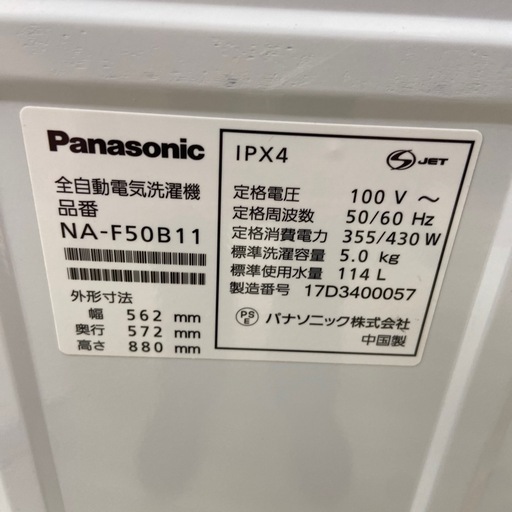 Panasonic
全自動電気洗濯機
品番
NA-F50B11
外形寸法
幅 562 mm
奥行 572 mm
高さ 880 mm
IPX4
S JET
定格電圧 100 V ～
定格周波数 50/60 Hz
定格消費電力 355/430 W
標準洗濯容量 5.0 kg
標準使用水量 114 L
製造番号 17D3400057
PS E パナソニック株式会社
中国製